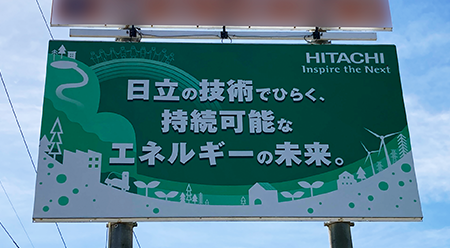 HITACHI
Inspire the Next
日立の技術でひらく、
持続可能な
エネルギーの未来。